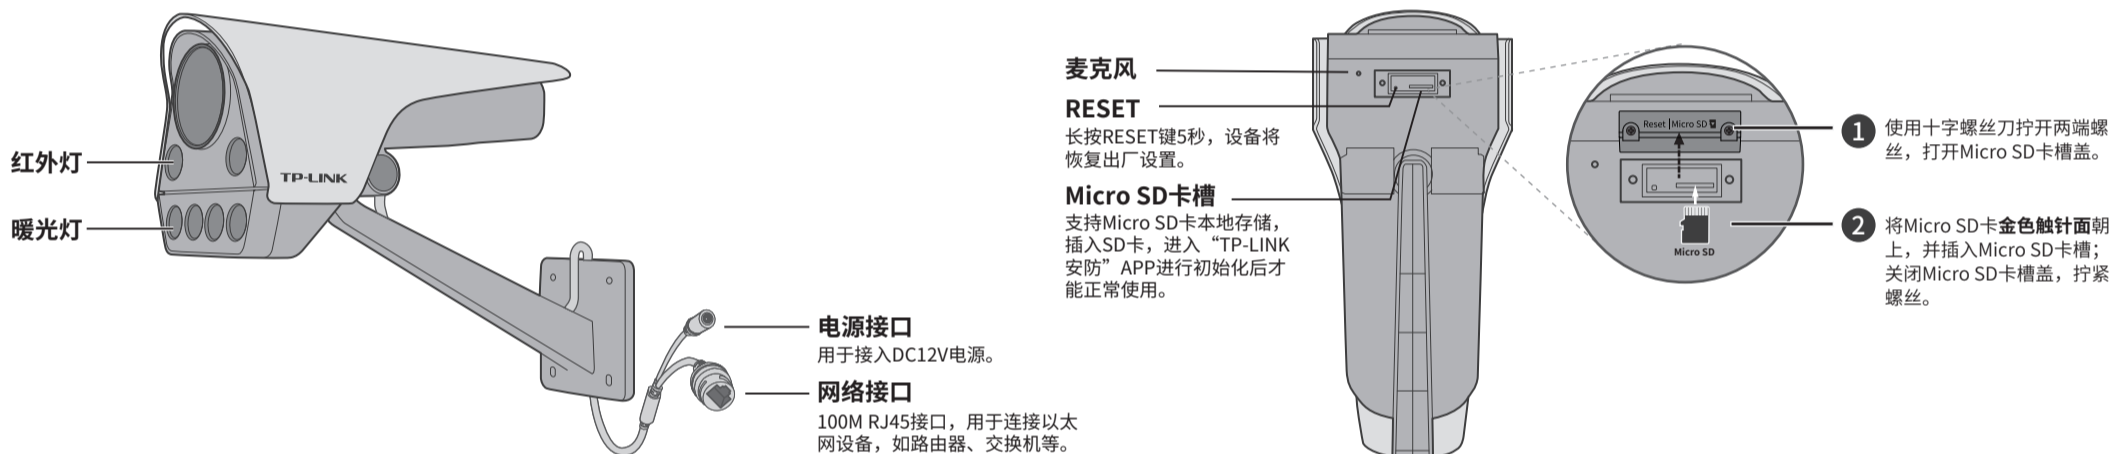 红外灯
暖光灯
TP-LINK
电源接口
用于接入DC12V电源。
网络接口
100M RJ45接口，用于连接以太
网设备，如路由器、交换机等。
麦克风
RESET
长按RESET键5秒，设备将
恢复出厂设置。
Micro SD卡槽
支持Micro SD卡本地存储，
插入SD卡，进入“TP-LINK
安防”APP进行初始化后才
能正常使用。
Reset | Micro SD
Micro SD
1 使用十字螺丝刀拧开两端螺
丝，打开Micro SD卡槽盖。
2 将Micro SD卡金色触针面朝
上，并插入Micro SD卡槽；
关闭Micro SD卡槽盖，拧紧
螺丝。